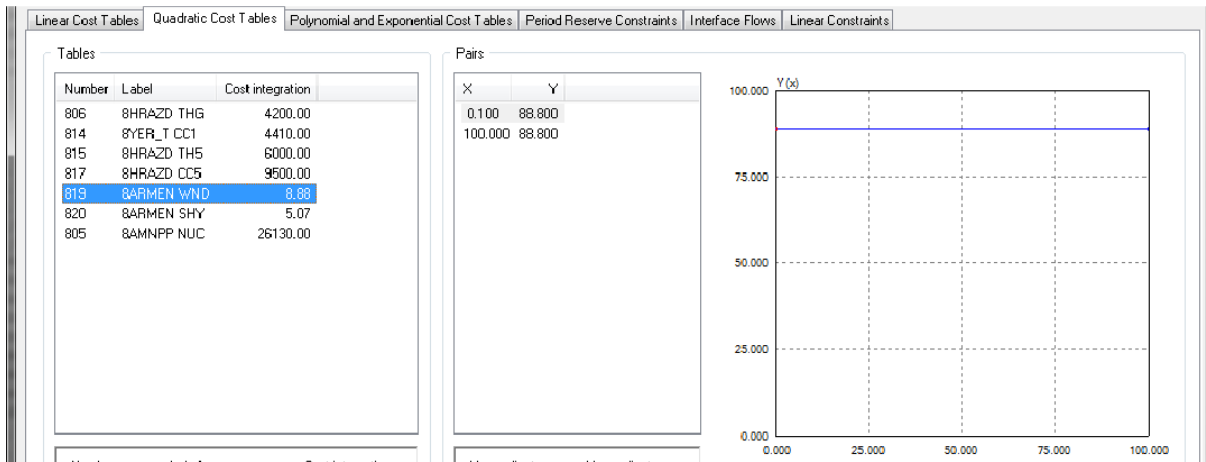 Linear Cost Tables Quadratic Cost Tables Polynomial and Exponential Cost Tables Period Reserve Constraints Interface Flows Linear Constraints
Tables
Number Label Cost integration
806 8HRAZD THG 4200.00
814 8YER_T CC1 4410.00
815 8HRAZD TH5 6000.00
817 8HRAZD CC5 9500.00
819 8ARMEN WND 8.88
820 8ARMEN SHY 5.07
805 8AMNPP NUC 26130.00
Pairs
X Y
0.100 88.800
100.000 88.800
Y(x)
100.000
75.000
50.000
25.000
0.000
0.000 25.000 50.000 75.000 100.000